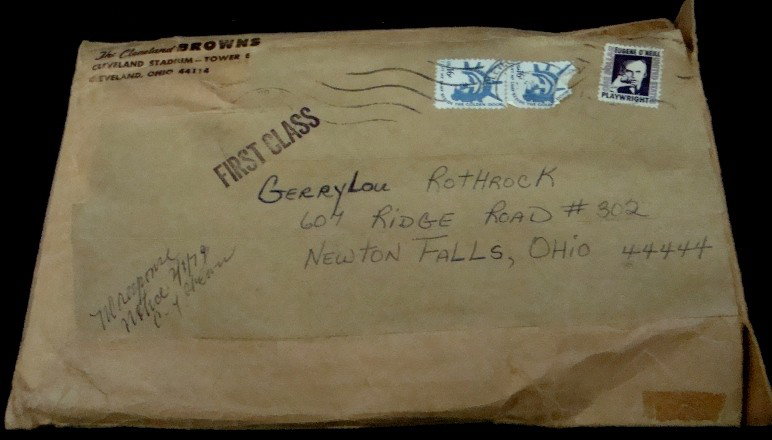 The Cleveland BROWNS
CLEVELAND STADIUM — TOWER B
CLEVELAND, OHIO 44114
EUGENE O'NEILL
PLAYWRIGHT
FIRST CLASS
GERRYLOU ROTHROCK
604 RIDGE ROAD # 302
NEWTON FALLS, OHIO 44444